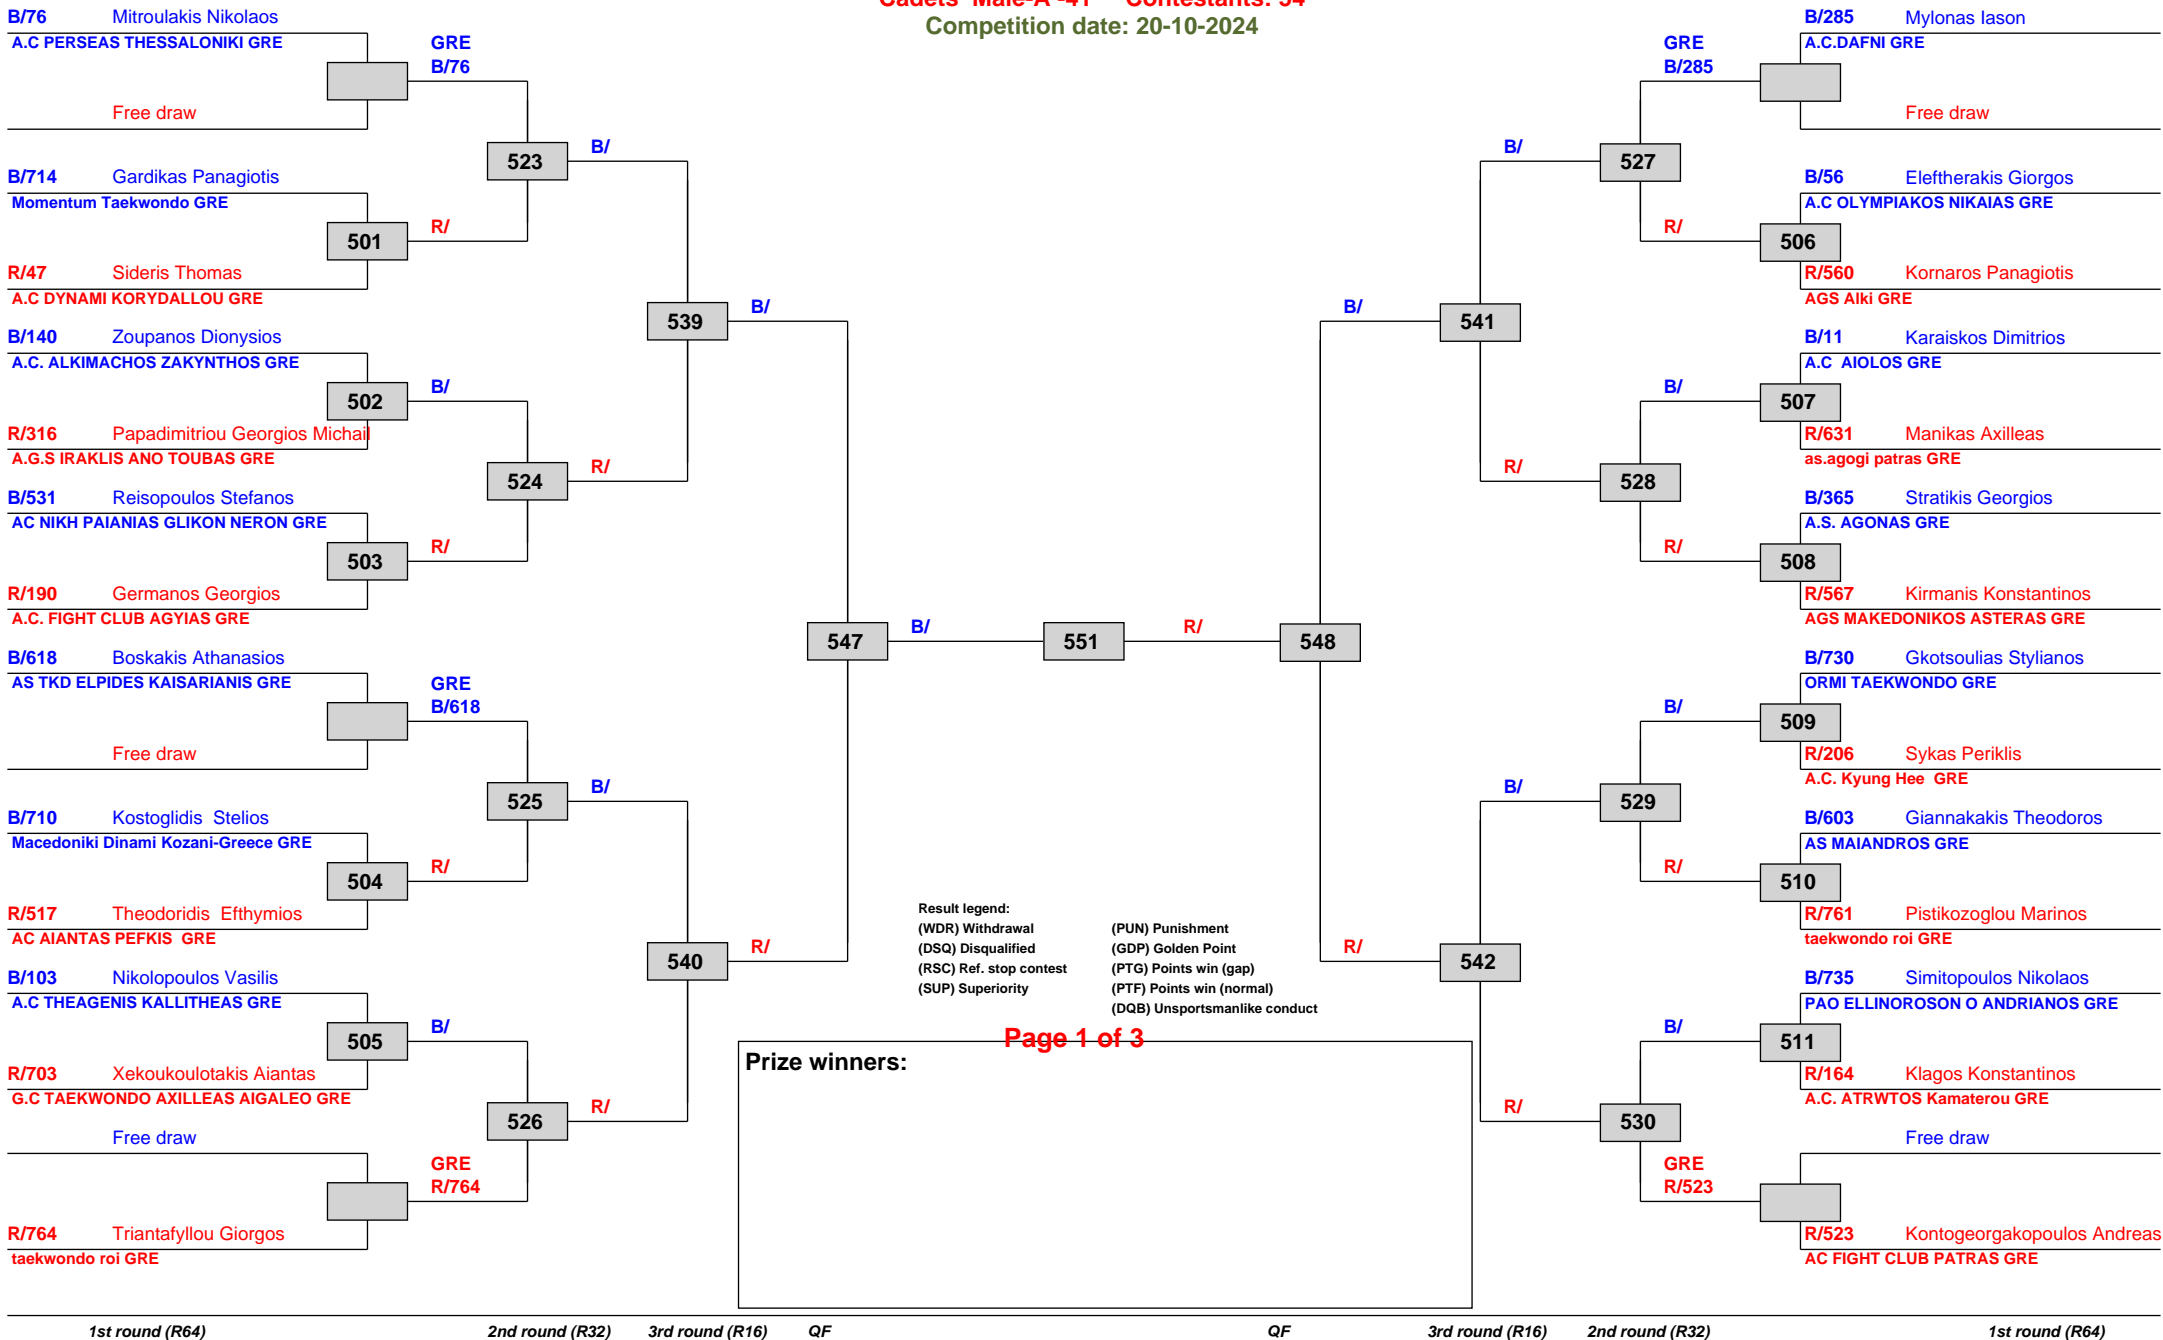 Cadets Male-A -41 Contestants: 54
Competition date: 20-10-2024
B/76 Mitroulakis Nikolaos
A.C PERSEAS THESSALONIKI GRE
GRE
B/76
Free draw
523
B/
B/714 Gardikas Panagiotis
Momentum Taekwondo GRE
501
R/
R/47 Sideris Thomas
A.C DYNAMI KORYDALLOU GRE
539
B/
B/140 Zoupanos Dionysios
A.C. ALKIMACHOS ZAKYNTHOS GRE
502
B/
R/316 Papadimitriou Georgios Michail
A.G.S IRAKLIS ANO TOUBAS GRE
524
R/
B/531 Reisopoulos Stefanos
AC NIKH PAIANIAS GLIKON NERON GRE
503
R/
R/190 Germanos Georgios
A.C. FIGHT CLUB AGYIAS GRE
547
B/
551
R/
548
B/618 Boskakis Athanasios
AS TKD ELPIDES KAISARIANIS GRE
GRE
B/618
Free draw
525
B/
B/710 Kostoglidis Stelios
Macedoniki Dinami Kozani-Greece GRE
504
R/
R/517 Theodoridis Efthymios
AC AIANTAS PEFKIS GRE
540
R/
B/103 Nikolopoulos Vasilis
A.C THEAGENIS KALLITHEAS GRE
505
B/
R/703 Xekoukoulotakis Aiantas
G.C TAEKWONDO AXILLEAS AIGALEO GRE
526
R/
Free draw
GRE
R/764
R/764 Triantafyllou Giorgos
taekwondo roi GRE
B/285 Mylonas Iason
A.C.DAFNI GRE
GRE
B/285
Free draw
B/
527
B/56 Eleftherakis Giorgos
A.C OLYMPIAKOS NIKAIAS GRE
R/
506
R/560 Kornaros Panagiotis
AGS Alki GRE
B/
541
B/11 Karaiskos Dimitrios
A.C AIOLOS GRE
B/
507
R/631 Manikas Axilleas
as.agogi patras GRE
R/
528
B/365 Stratikis Georgios
A.S. AGONAS GRE
R/
508
R/567 Kirmanis Konstantinos
AGS MAKEDONIKOS ASTERAS GRE
B/730 Gkotsoulias Stylianos
ORMI TAEKWONDO GRE
B/
509
R/206 Sykas Periklis
A.C. Kyung Hee GRE
B/
529
B/603 Giannakakis Theodoros
AS MAIANDROS GRE
R/
510
R/761 Pistikozoglou Marinos
taekwondo roi GRE
R/
542
B/735 Simitopoulos Nikolaos
PAO ELLINOROSON O ANDRIANOS GRE
B/
511
R/164 Klagos Konstantinos
A.C. ATRWTOS Kamaterou GRE
R/
530
Free draw
GRE
R/523
R/523 Kontogeorgakopoulos Andreas
AC FIGHT CLUB PATRAS GRE
Result legend:
(WDR) Withdrawal (PUN) Punishment
(DSQ) Disqualified (GDP) Golden Point
(RSC) Ref. stop contest (PTG) Points win (gap)
(SUP) Superiority (PTF) Points win (normal)
(DQB) Unsportsmanlike conduct
Page 1 of 3
Prize winners:
1st round (R64) 2nd round (R32) 3rd round (R16) QF QF 3rd round (R16) 2nd round (R32) 1st round (R64)